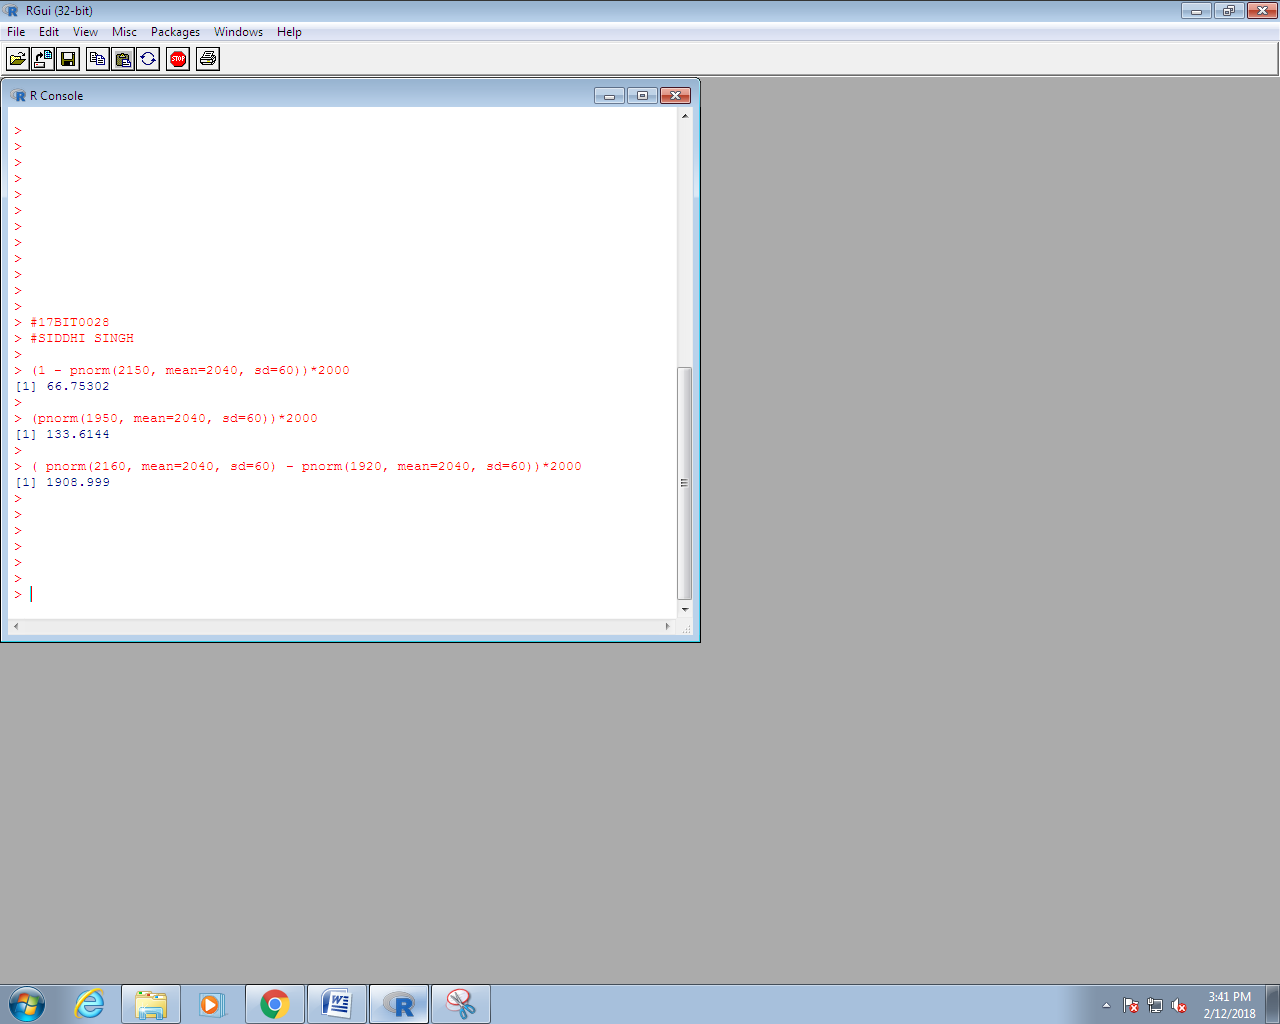 RGui (32-bit)
File Edit View Misc Packages Windows Help
STOP
R Console
>
>
>
>
>
>
>
>
>
>
>
>
> #17BIT0028
> #SIDDHI SINGH
>
> (1 - pnorm(2150, mean=2040, sd=60))*2000
[1] 66.75302
>
> (pnorm(1950, mean=2040, sd=60))*2000
[1] 133.6144
>
> ( pnorm(2160, mean=2040, sd=60) - pnorm(1920, mean=2040, sd=60))*2000
[1] 1908.999
>
>
>
>
>
>
>
3:41 PM
2/12/2018